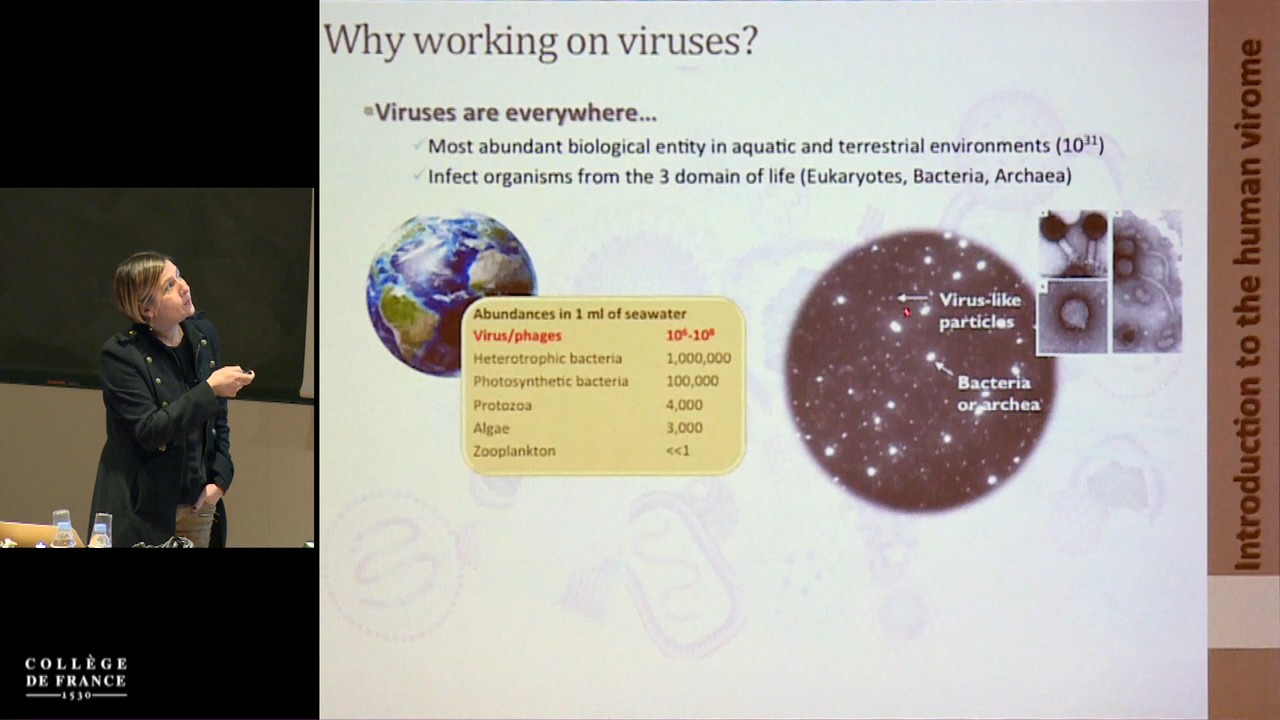 Why working on viruses?
Viruses are everywhere...
✓Most abundant biological entity in aquatic and terrestrial environments (10³¹)
✓Infect organisms from the 3 domain of life (Eukaryotes, Bacteria, Archaea)
Abundances in 1 ml of seawater
Virus/phages 10⁶-10⁸
Heterotrophic bacteria 1,000,000
Photosynthetic bacteria 100,000
Protozoa 4,000
Algae 3,000
Zooplankton <<1
Virus-like
particles
Bacteria
or archea
Introduction to the human virome
COLLÈGE
DE FRANCE
1530